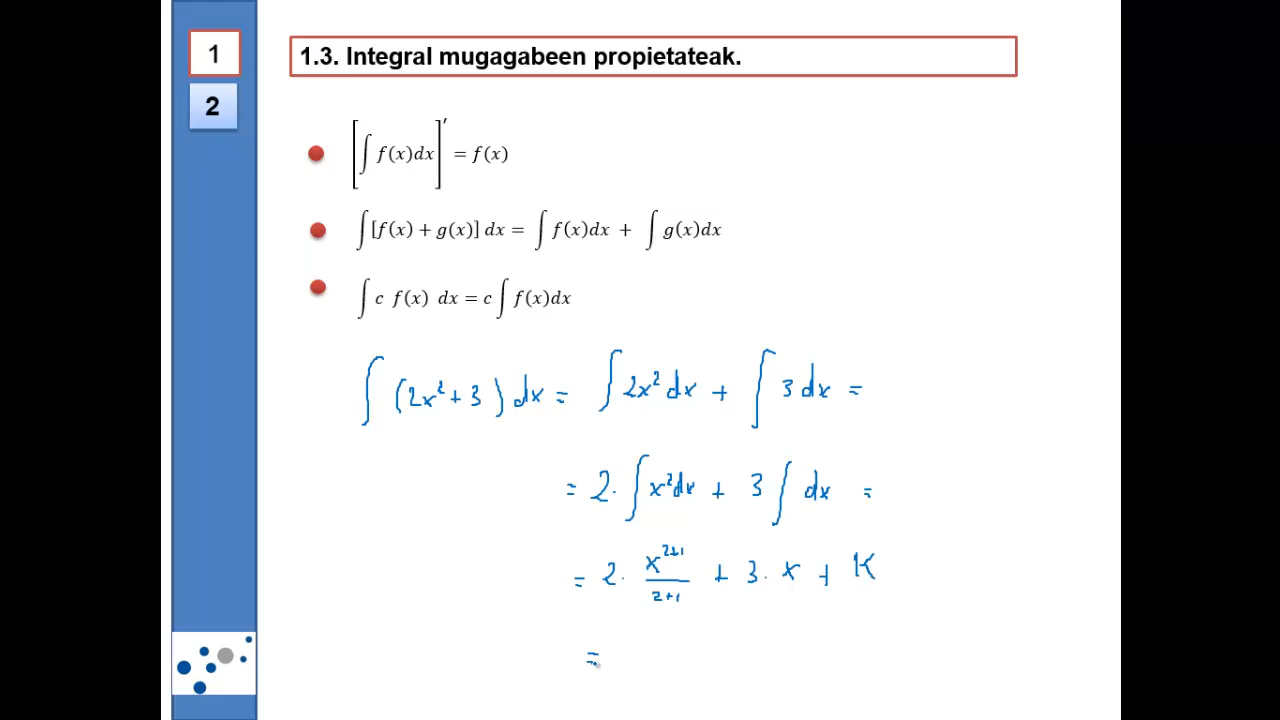 1
2
1.3. Integral mugagabeen propietateak.
[∫ f(x)dx]′ = f(x)
∫[f(x) + g(x)] dx = ∫ f(x)dx + ∫ g(x)dx
∫ c f(x) dx = c ∫ f(x)dx
∫ (2x² + 3) dx = ∫ 2x² dx + ∫ 3 dx =
= 2 · ∫ x² dx + 3 ∫ dx =
= 2 · x^(2+1)/(2+1) + 3 · x + K
=